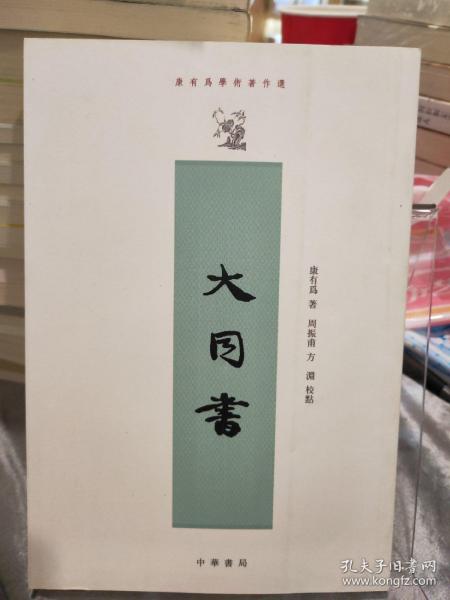 康有爲學術著作選
大同書
康有爲 著 周振甫 方 淵 校點
中華書局
孔夫子旧书网
www.kongfz.com